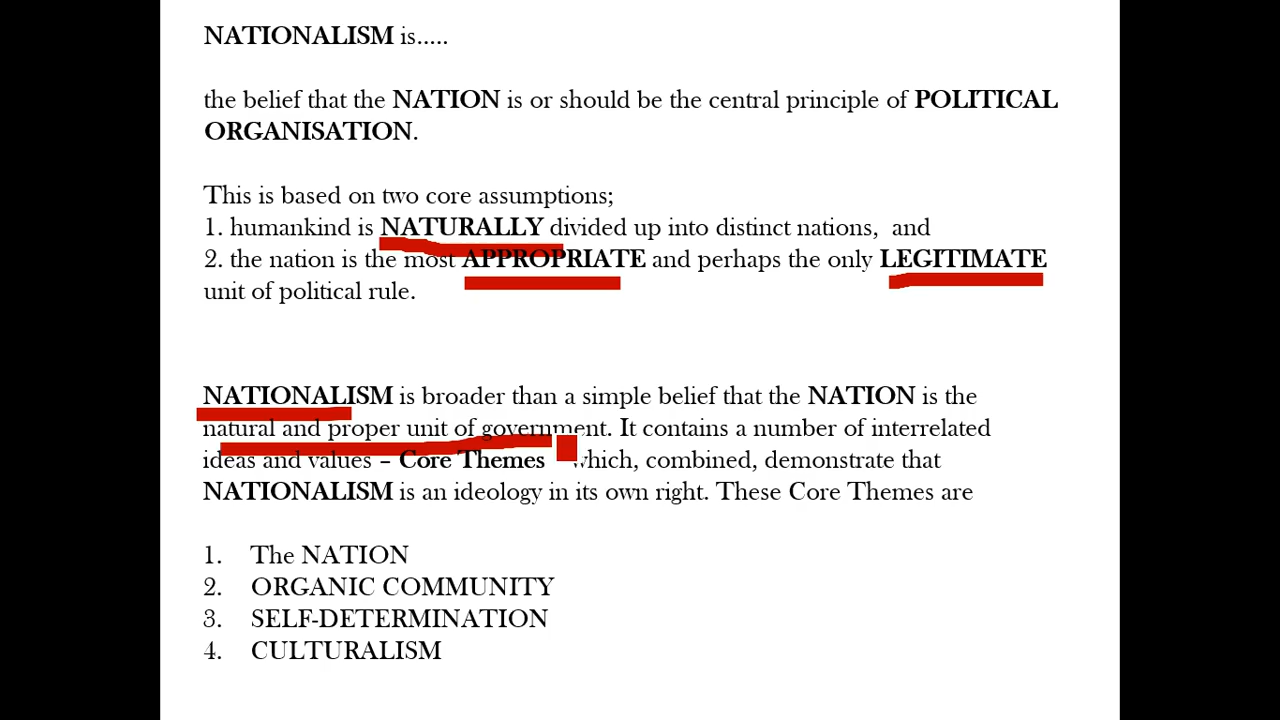 NATIONALISM is.....
the belief that the NATION is or should be the central principle of POLITICAL
ORGANISATION.
This is based on two core assumptions;
1. humankind is NATURALLY divided up into distinct nations, and
2. the nation is the most APPROPRIATE and perhaps the only LEGITIMATE
unit of political rule.
NATIONALISM is broader than a simple belief that the NATION is the
natural and proper unit of government. It contains a number of interrelated
ideas and values – Core Themes which, combined, demonstrate that
NATIONALISM is an ideology in its own right. These Core Themes are
1. The NATION
2. ORGANIC COMMUNITY
3. SELF-DETERMINATION
4. CULTURALISM